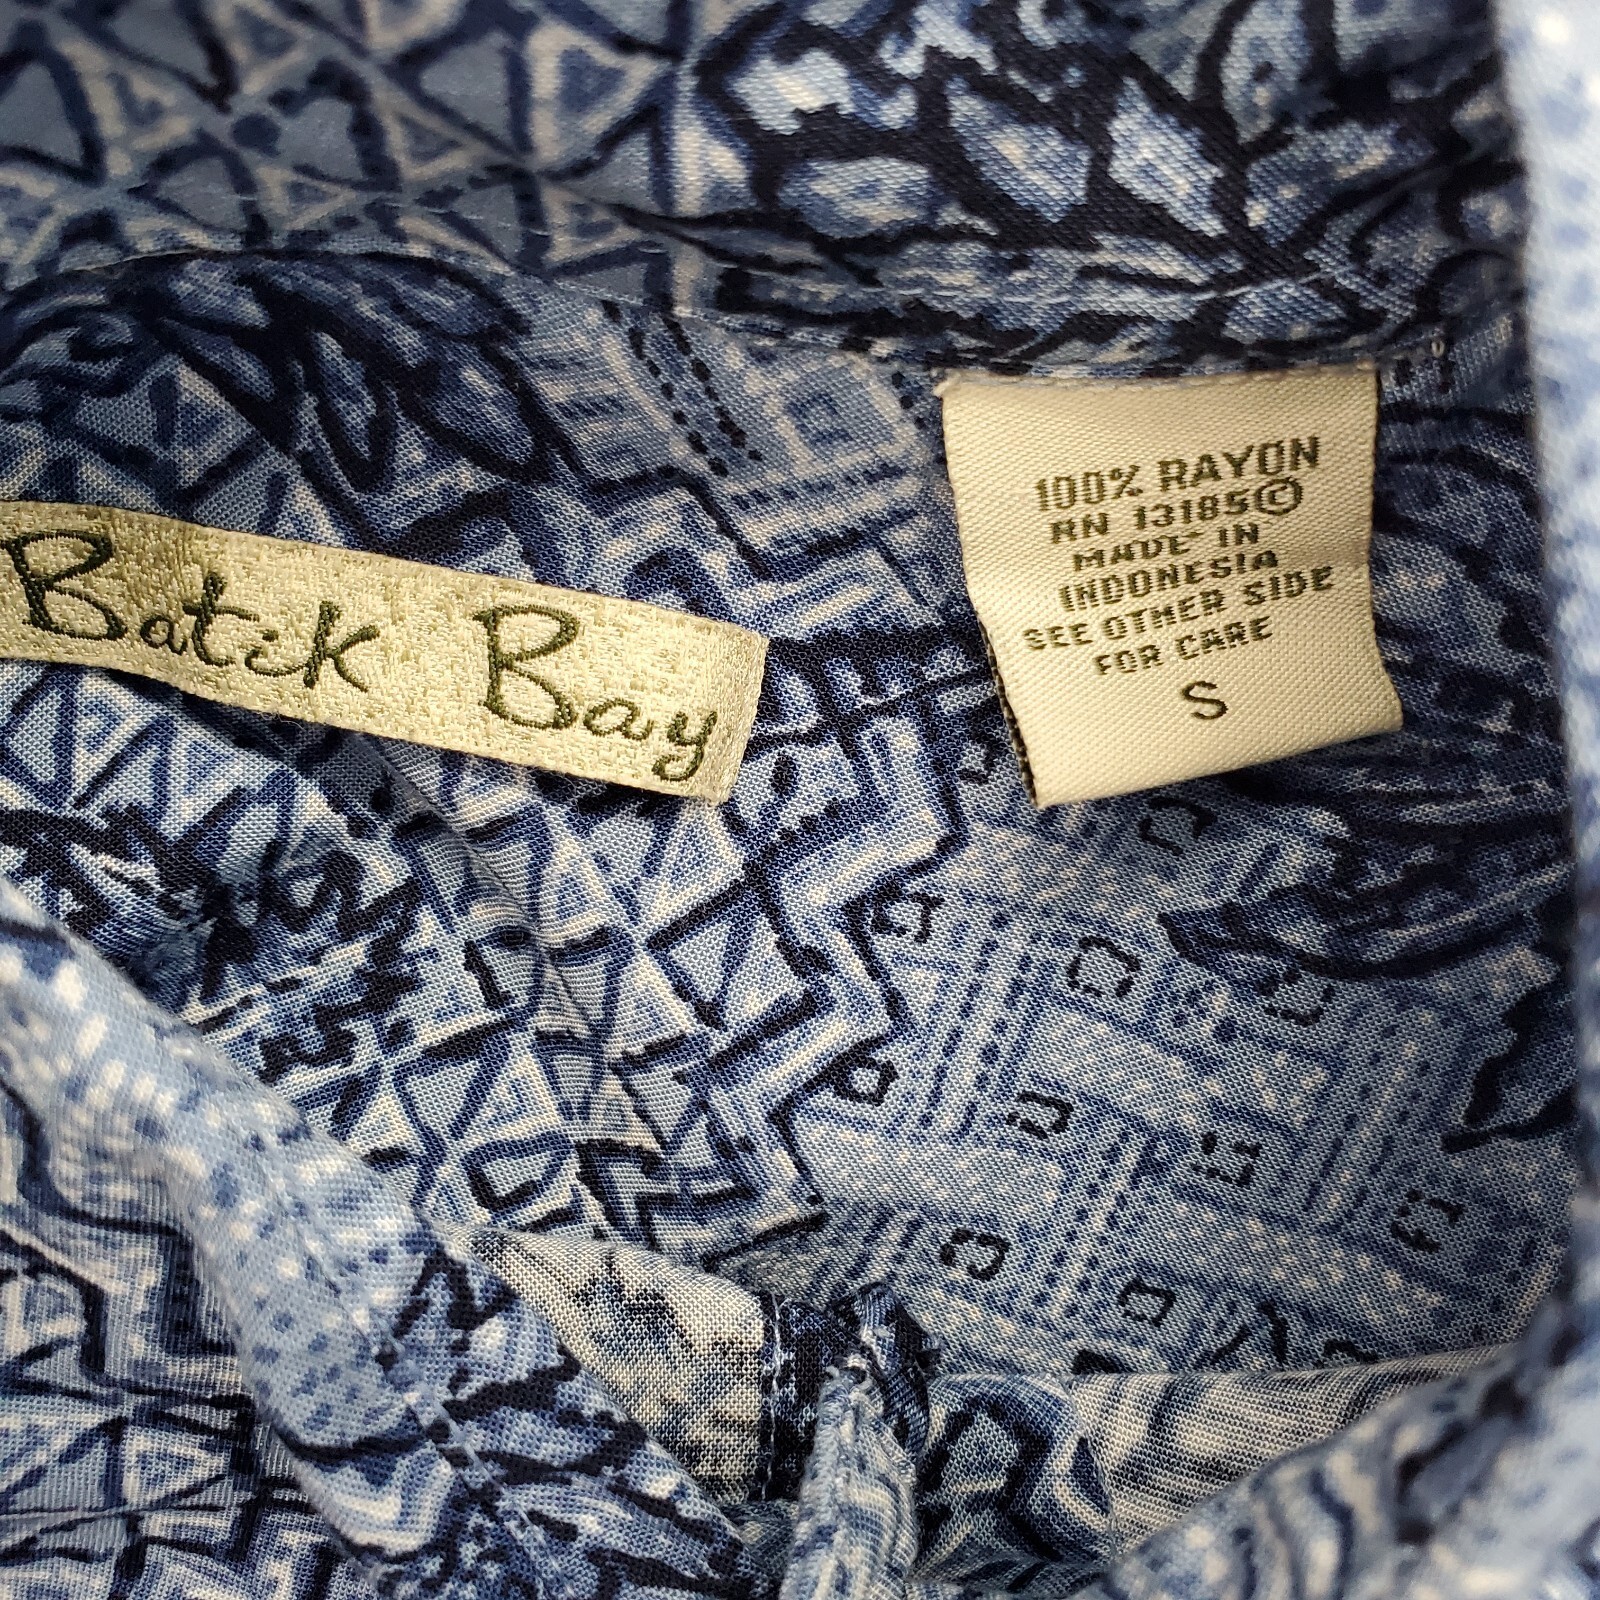 Batik Bay
100% RAYON
RN 13185©
MADE IN
INDONESIA
SEE OTHER SIDE
FOR CARE
S